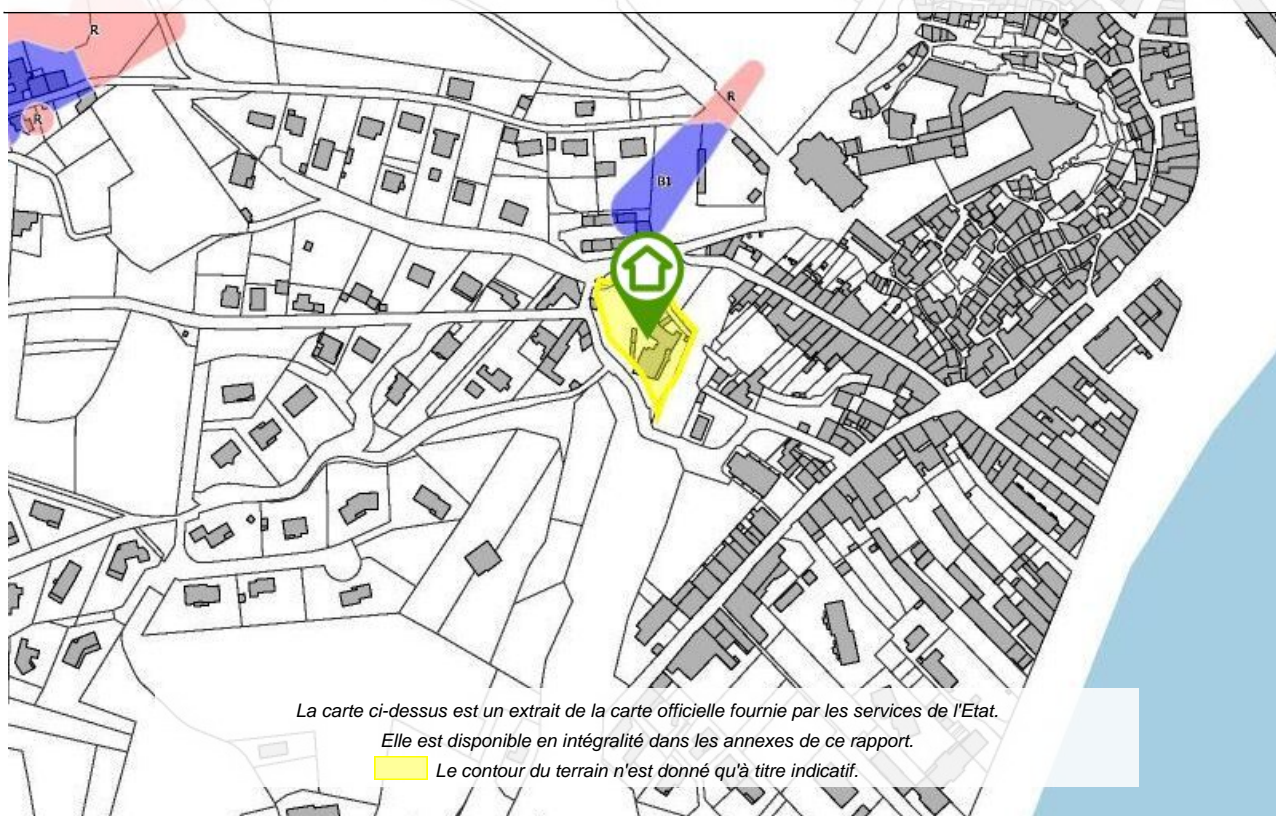 R
R
R
B1
La carte ci-dessus est un extrait de la carte officielle fournie par les services de l'Etat.
Elle est disponible en intégralité dans les annexes de ce rapport.
Le contour du terrain n'est donné qu'à titre indicatif.